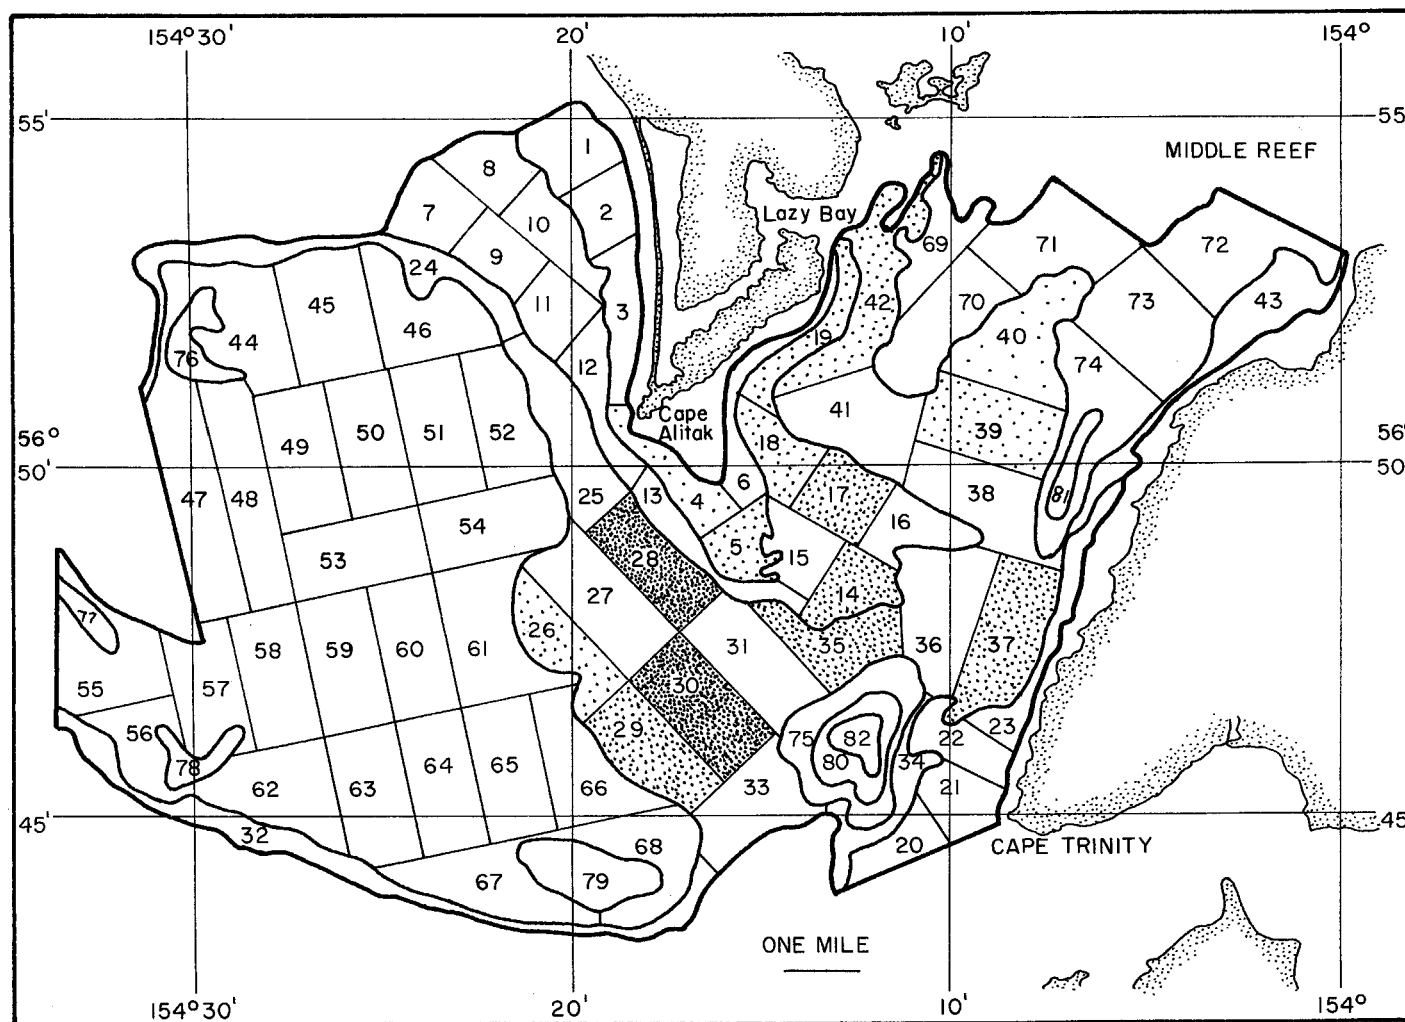 154°30' 20' 10' 154°
55' 55'
MIDDLE REEF
1
8
7 10 2 Lazy Bay 69 71 72
9
24 45 11 3 42 70 73 43
44 46 19 40
76 12 74
49 50 51 52 Cape 41 39
Alitak 18
56° 56'
50' 50
47 48 25 13 4 6 17 38 81
54 16
53 28 5 15
27 14
77 58 59 60 61 26 31 35 36 37
55 57 30
56 29 75 82 22 23
78 80 34
62 63 64 65 66 33 21
45' 45
32 68 20 CAPE TRINITY
67 79
ONE MILE
154°30' 20' 10' 154°